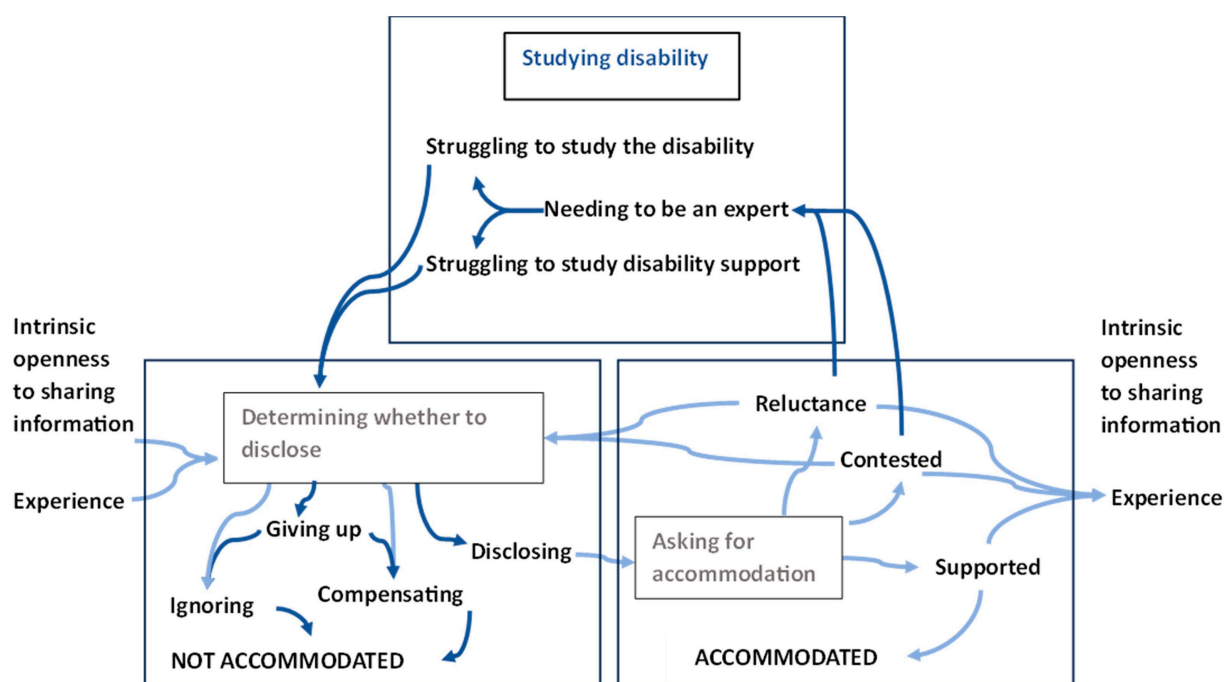 Studying disability
Struggling to study the disability
Needing to be an expert
Struggling to study disability support
Intrinsic
openness
to sharing
information
Experience
Determining whether to
disclose
Giving up
Disclosing
Ignoring
Compensating
NOT ACCOMMODATED
Reluctance
Contested
Asking for
accommodation
Supported
ACCOMMODATED
Intrinsic
openness
to sharing
information
Experience